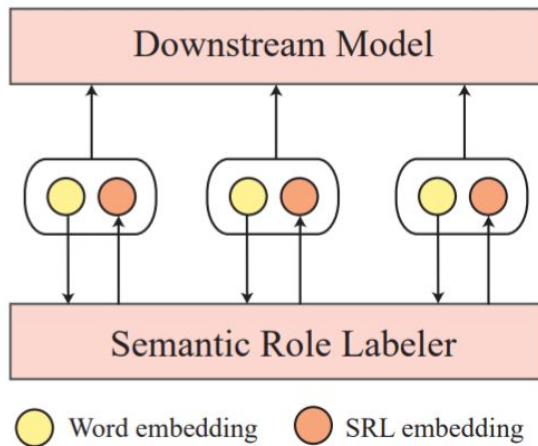 Downstream Model
Semantic Role Labeler
Word embedding SRL embedding